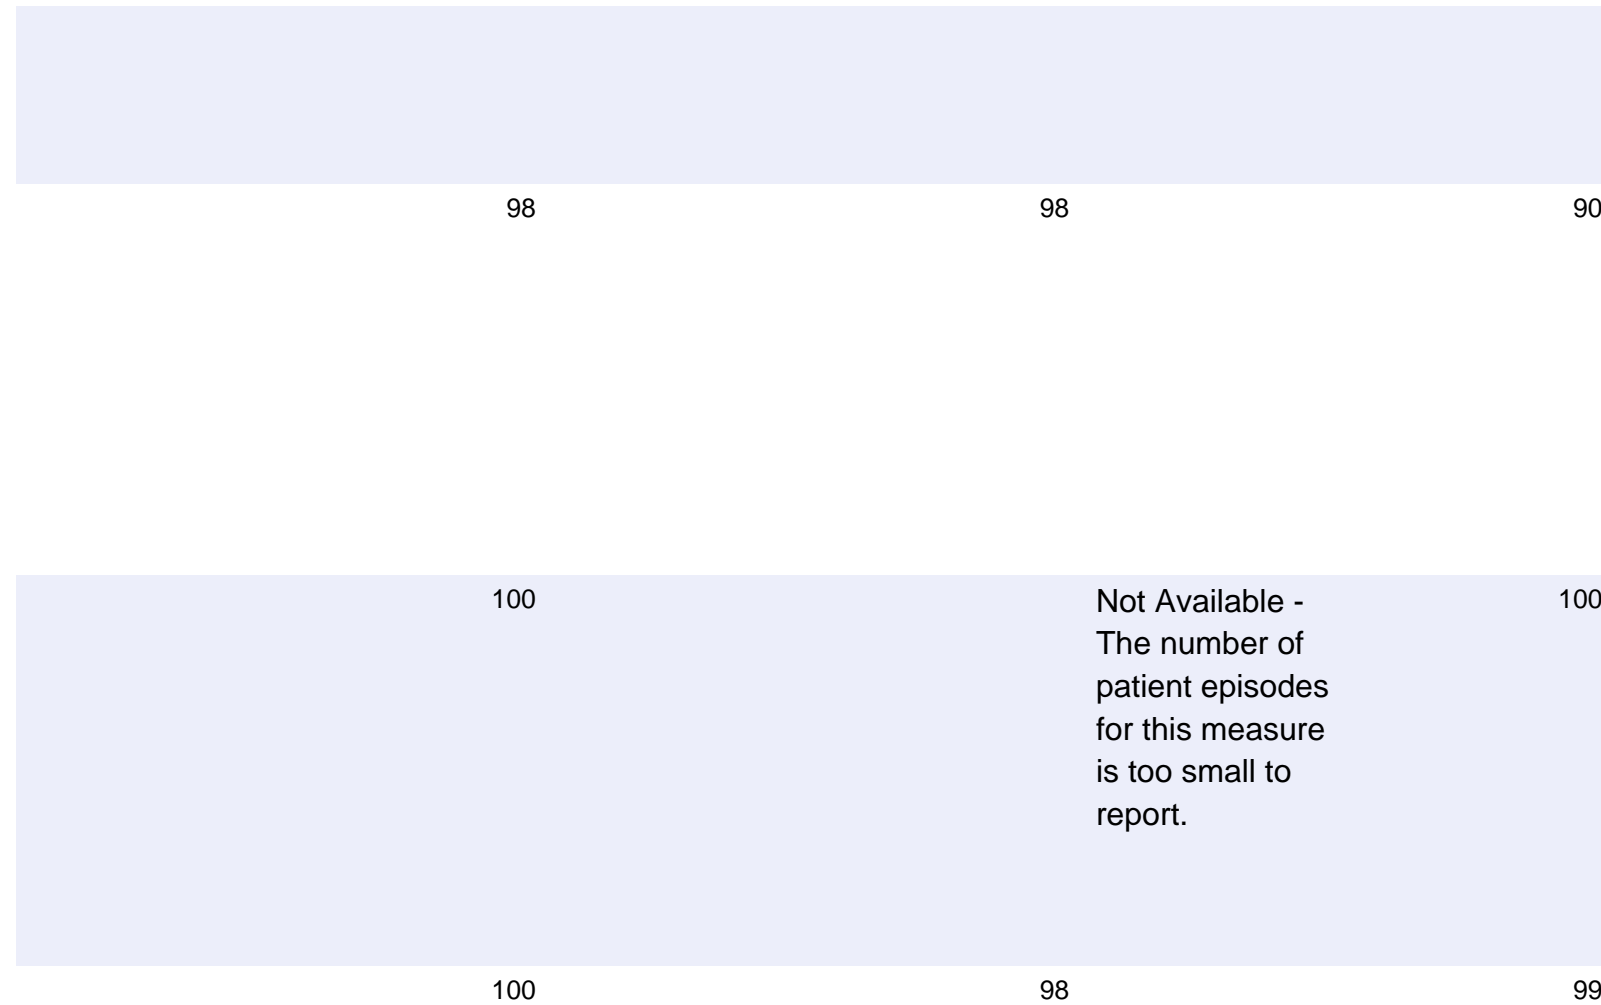 98 98 90
100 Not Available - 100
The number of
patient episodes
for this measure
is too small to
report.
100 98 99